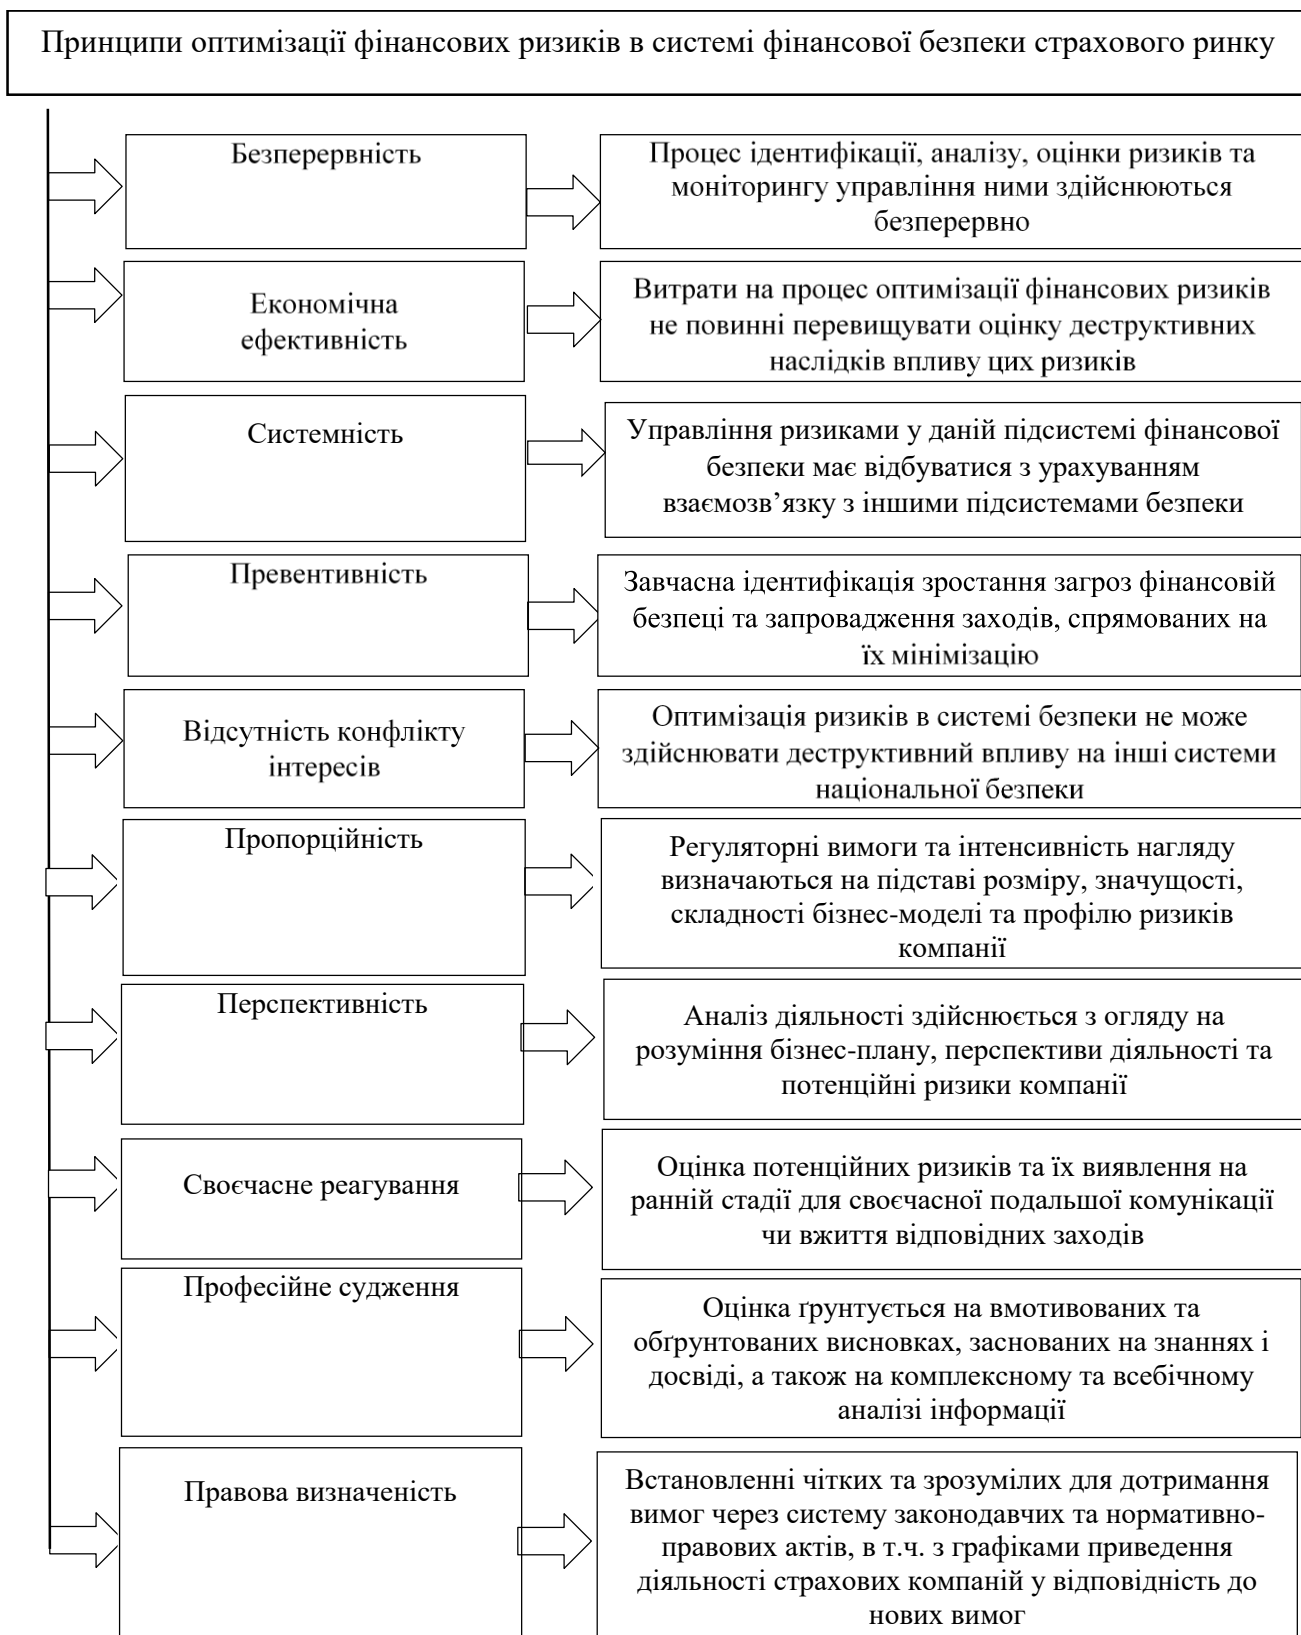 Принципи оптимізації фінансових ризиків в системі фінансової безпеки страхового ринку
Безперервність
Процес ідентифікації, аналізу, оцінки ризиків та
моніторингу управління ними здійснюються
безперервно
Економічна
ефективність
Витрати на процес оптимізації фінансових ризиків
не повинні перевищувати оцінку деструктивних
наслідків впливу цих ризиків
Системність
Управління ризиками у даній підсистемі фінансової
безпеки має відбуватися з урахуванням
взаємозв’язку з іншими підсистемами безпеки
Превентивність
Завчасна ідентифікація зростання загроз фінансовій
безпеці та запровадження заходів, спрямованих на
їх мінімізацію
Відсутність конфлікту
інтересів
Оптимізація ризиків в системі безпеки не може
здійснювати деструктивний впливу на інші системи
національної безпеки
Пропорційність
Регуляторні вимоги та інтенсивність нагляду
визначаються на підставі розміру, значущості,
складності бізнес-моделі та профілю ризиків
компанії
Перспективність
Аналіз діяльності здійснюється з огляду на
розуміння бізнес-плану, перспективи діяльності та
потенційні ризики компанії
Своєчасне реагування
Оцінка потенційних ризиків та їх виявлення на
ранній стадії для своєчасної подальшої комунікації
чи вжиття відповідних заходів
Професійне судження
Оцінка ґрунтується на вмотивованих та
обґрунтованих висновках, заснованих на знаннях і
досвіді, а також на комплексному та всебічному
аналізі інформації
Правова визначеність
Встановленні чітких та зрозумілих для дотримання
вимог через систему законодавчих та нормативно-
правових актів, в т.ч. з графіками приведення
діяльності страхових компаній у відповідність до
нових вимог